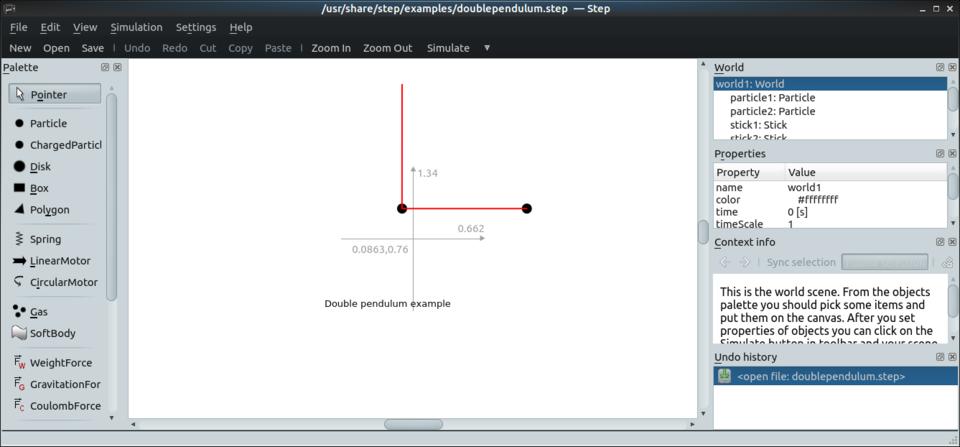 /usr/share/step/examples/doublependulum.step — Step
File Edit View Simulation Settings Help
New Open Save Undo Redo Cut Copy Paste Zoom In Zoom Out Simulate
Palette
Pointer
Particle
ChargedParticl
Disk
Box
Polygon
Spring
LinearMotor
CircularMotor
Gas
SoftBody
WeightForce
GravitationFor
CoulombForce
1.34
0.662
0.0863,0.76
Double pendulum example
World
world1: World
particle1: Particle
particle2: Particle
stick1: Stick
stick2: Stick
Properties
Property Value
name world1
color #ffffffff
time 0 [s]
timeScale 1
Context info
Sync selection
This is the world scene. From the objects
palette you should pick some items and
put them on the canvas. After you set
properties of objects you can click on the
Simulate button in toolbar and your scene
Undo history
<open file: doublependulum.step>